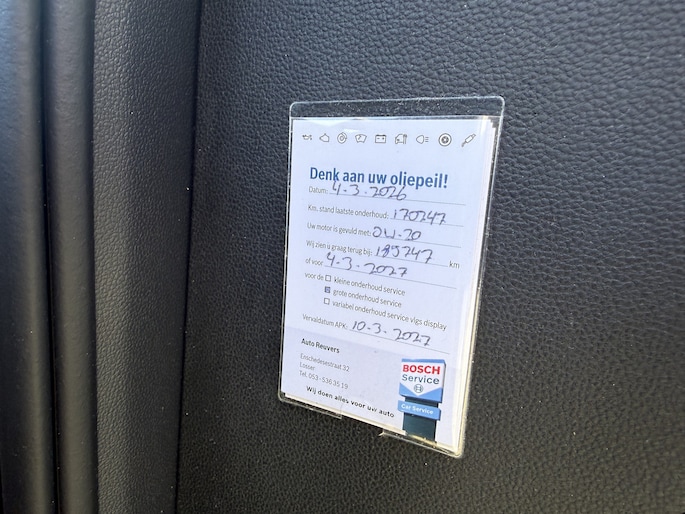 Denk aan uw oliepeil!
Datum: 4-3-2026
Km. stand laatste onderhoud: 170247
Uw motor is gevuld met: 0W-20
Wij zien u graag terug bij: 185247 km
of voor 4-3-2027
voor de kleine onderhoud service
grote onderhoud service
variabel onderhoud service vlgs display
Vervaldatum APK: 10-3-2027
Auto Reuvers
Enschedesestraat 32
Losser
Tel. 053 - 536 35 19
Wij doen alles voor uw auto
BOSCH
Service
Car Service